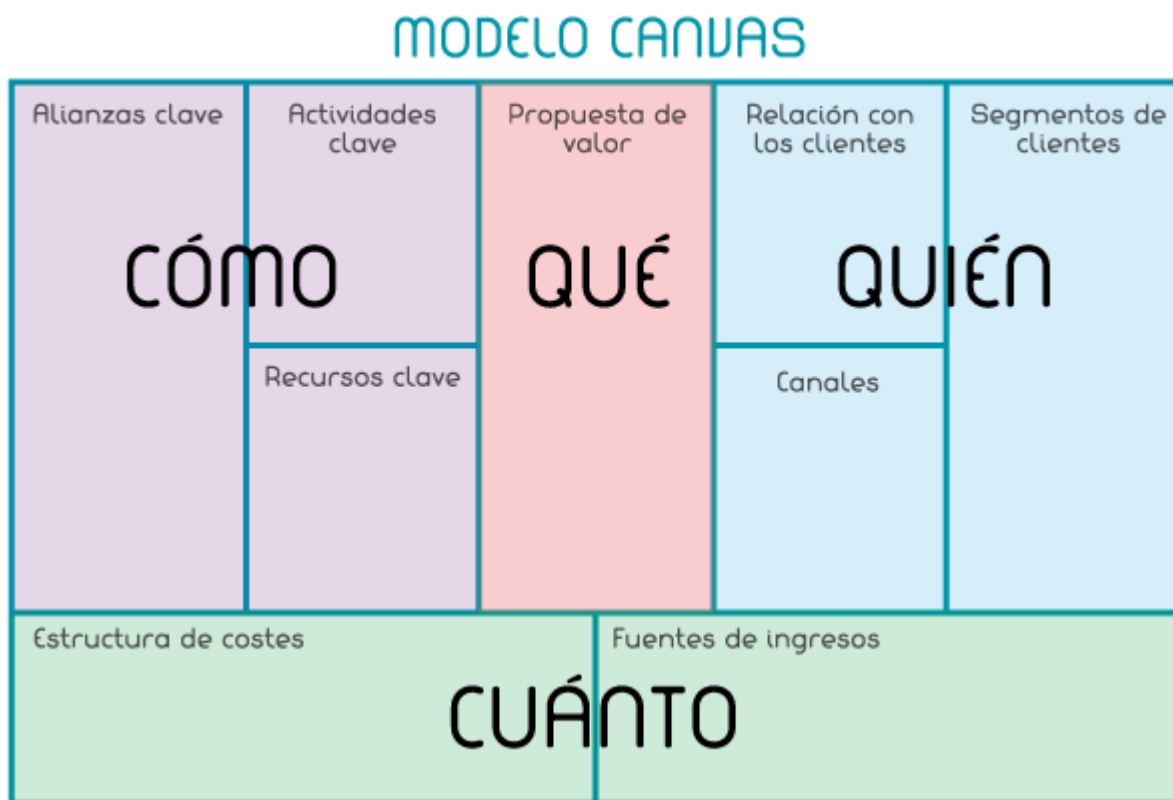 MODELO CANVAS
Alianzas clave
Actividades
clave
Propuesta de
valor
Relación con
los clientes
Segmentos de
clientes
CÓMO
QUÉ
QUIÉN
Recursos clave
Canales
Estructura de costes
Fuentes de ingresos
CUÁNTO